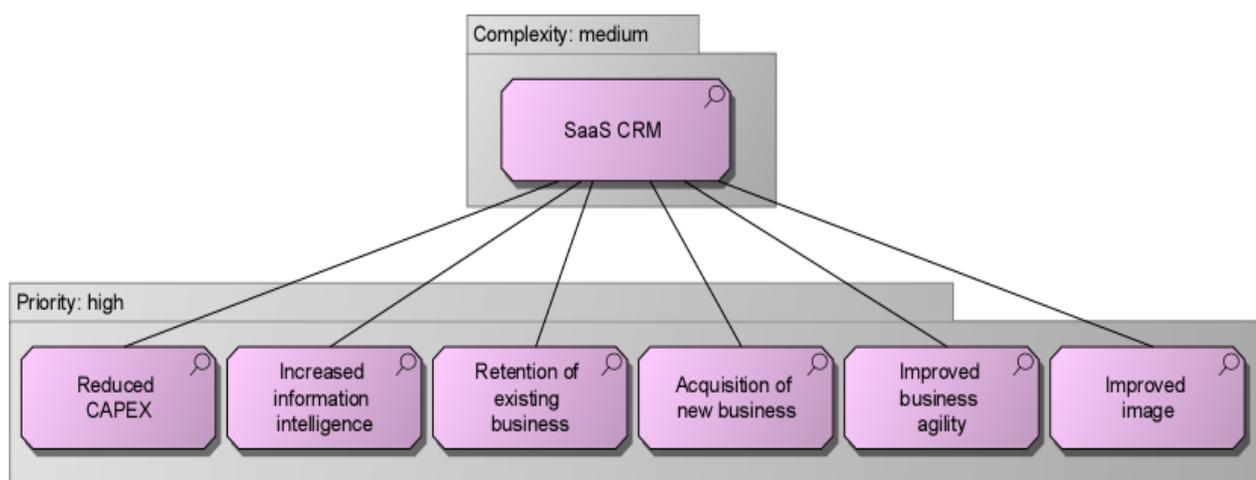 Complexity: medium
SaaS CRM
Priority: high
Reduced
CAPEX
Increased
information
intelligence
Retention of
existing
business
Acquisition of
new business
Improved
business
agility
Improved
image